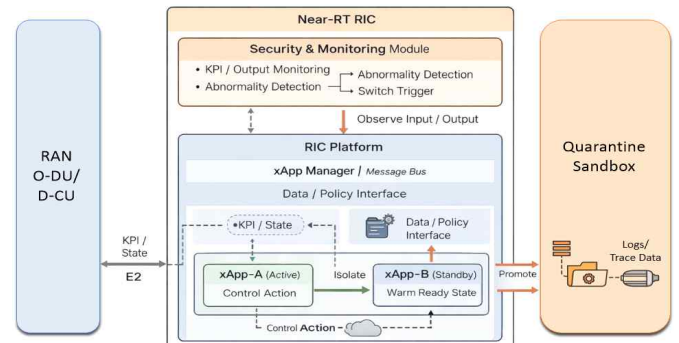 Near-RT RIC
Security & Monitoring Module
• KPI / Output Monitoring
• Abnormality Detection
Abnormality Detection
Switch Trigger
Observe Input / Output
RAN
O-DU/
D-CU
KPI /
State
E2
RIC Platform
xApp Manager / Message Bus
Data / Policy Interface
•KPI / State
Data / Policy
Interface
xApp-A (Active)
Control Action
Isolate
xApp-B (Standby)
Warm Ready State
Control Action
Promote
Quarantine
Sandbox
Logs/
Trace Data